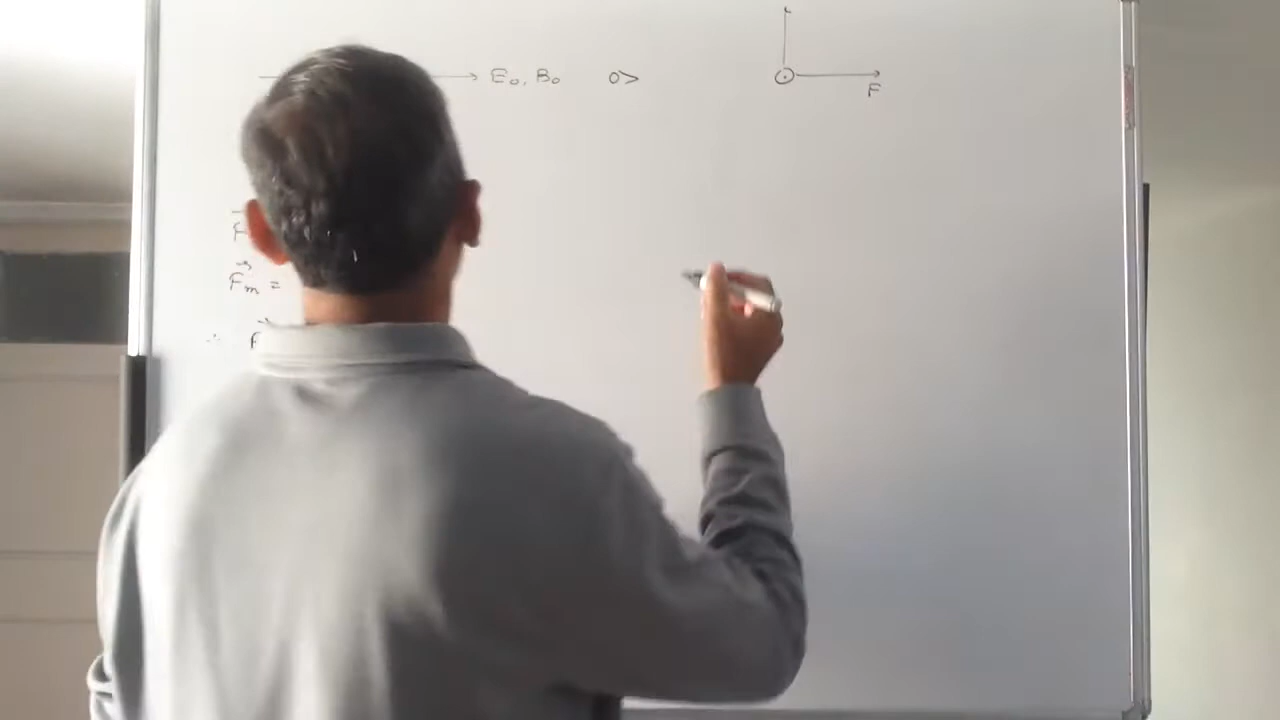 E₀, B₀
F
F
Fₘ =
∴ F